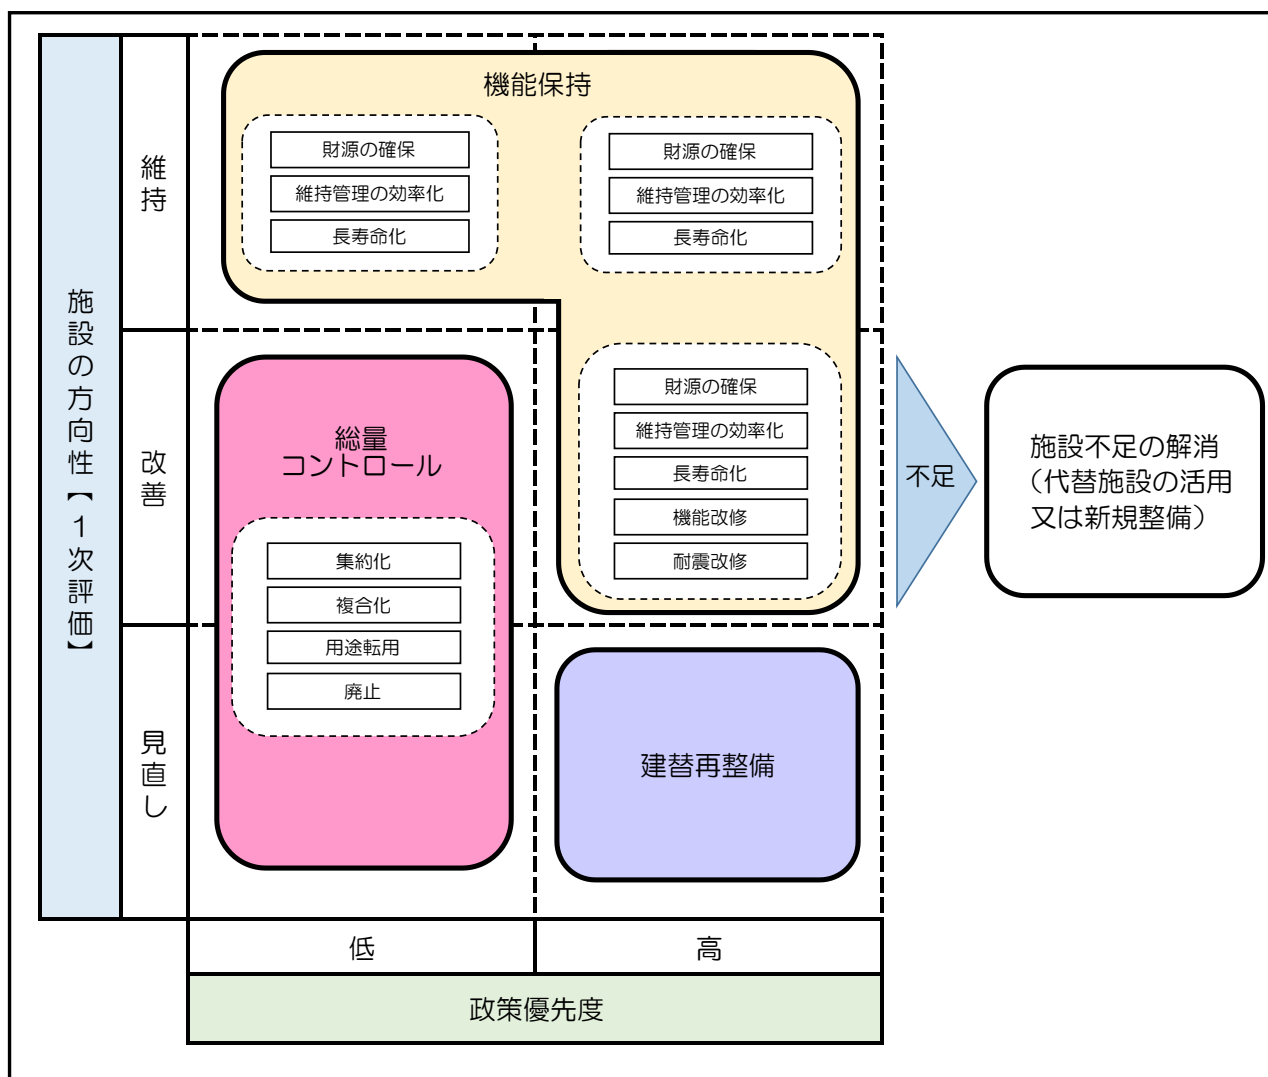 施設の方向性【１次評価】
維持
改善
見直し
機能保持
財源の確保
維持管理の効率化
長寿命化
財源の確保
維持管理の効率化
長寿命化
財源の確保
維持管理の効率化
長寿命化
機能改修
耐震改修
総量
コントロール
集約化
複合化
用途転用
廃止
建替再整備
不足
施設不足の解消
（代替施設の活用
又は新規整備）
低
高
政策優先度